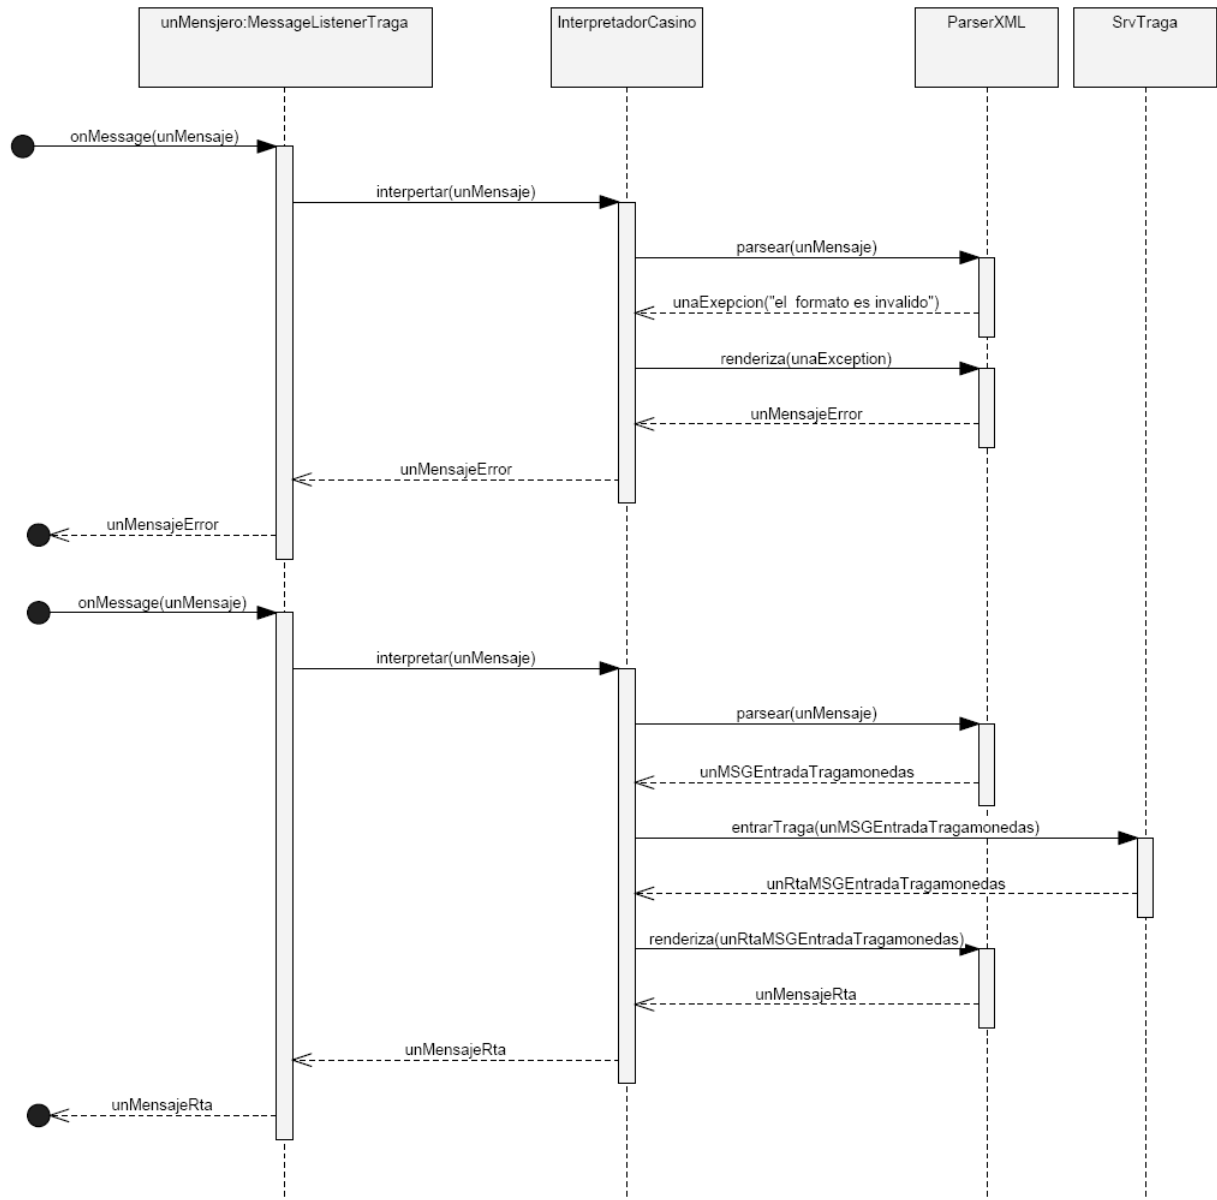 unMensjero:MessageListenerTraga
InterpretadorCasino
ParserXML
SrvTraga
onMessage(unMensaje)
interpertar(unMensaje)
parsear(unMensaje)
unaExepcion("el formato es invalido")
renderiza(unaException)
unMensajeError
unMensajeError
unMensajeError
onMessage(unMensaje)
interpretar(unMensaje)
parsear(unMensaje)
unMSGEntradaTragamonedas
entrarTraga(unMSGEntradaTragamonedas)
unRtaMSGEntradaTragamonedas
renderiza(unRtaMSGEntradaTragamonedas)
unMensajeRta
unMensajeRta
unMensajeRta